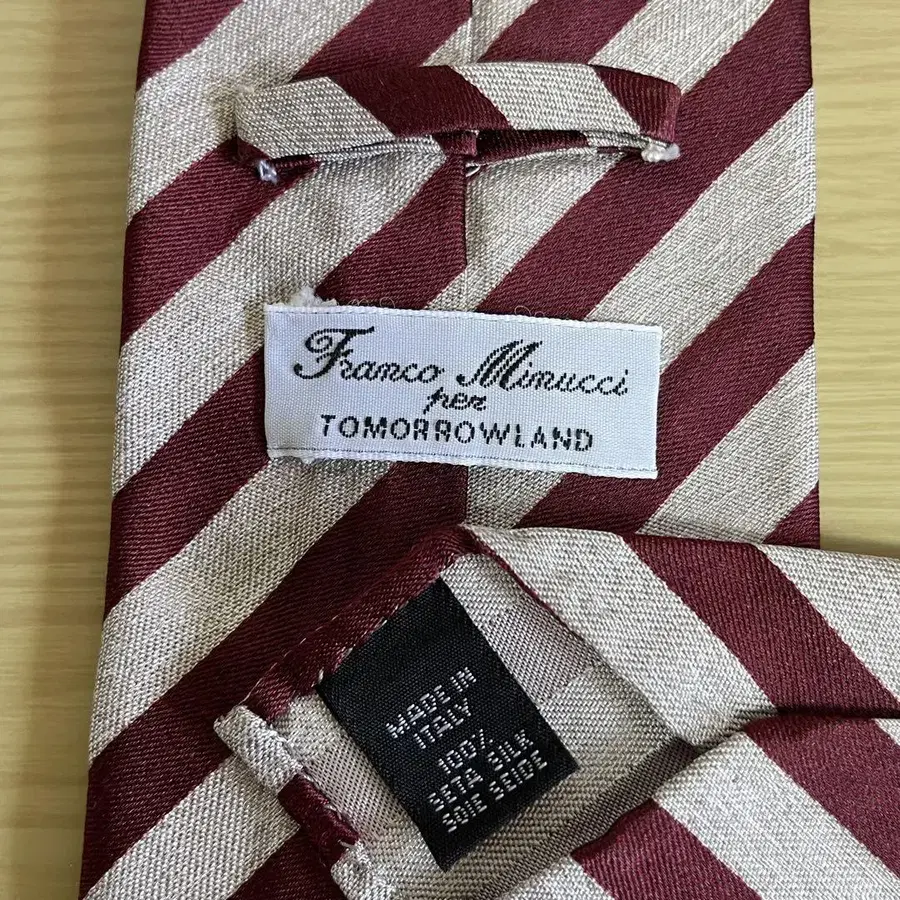 Franco Minucci
per
TOMORROWLAND
MADE IN
ITALY
100%
SETA SILK
SOIE SEIDE